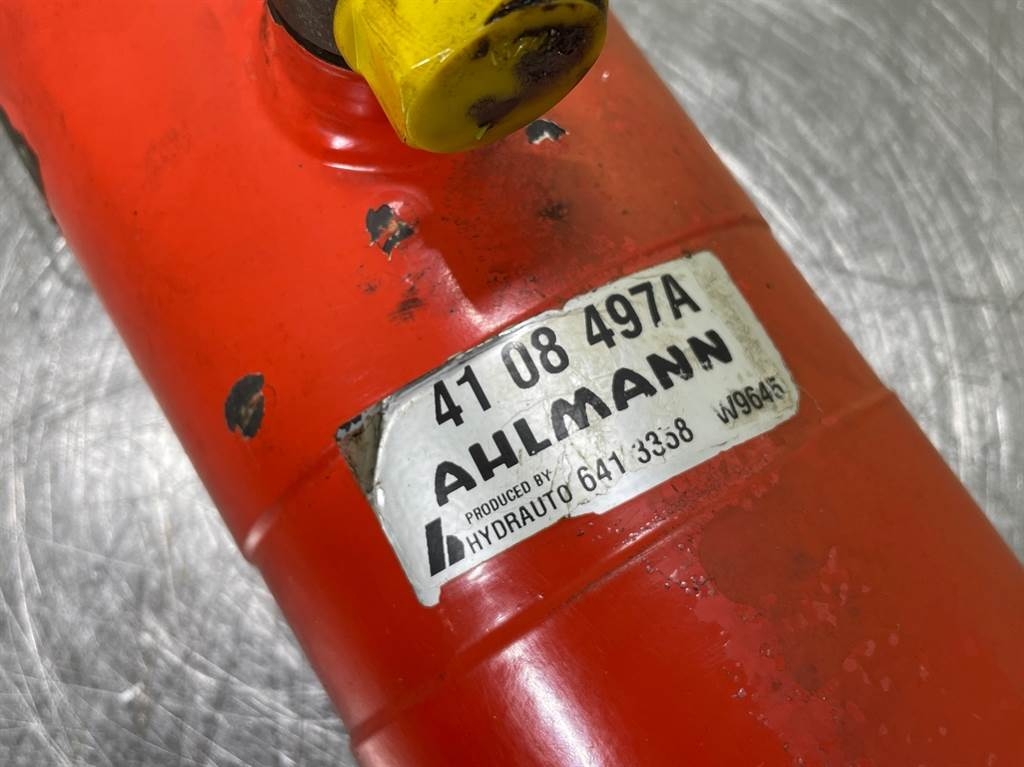 41 08 497A
AHLMANN
PRODUCED BY
HYDRAUTO 641 3358 W9645